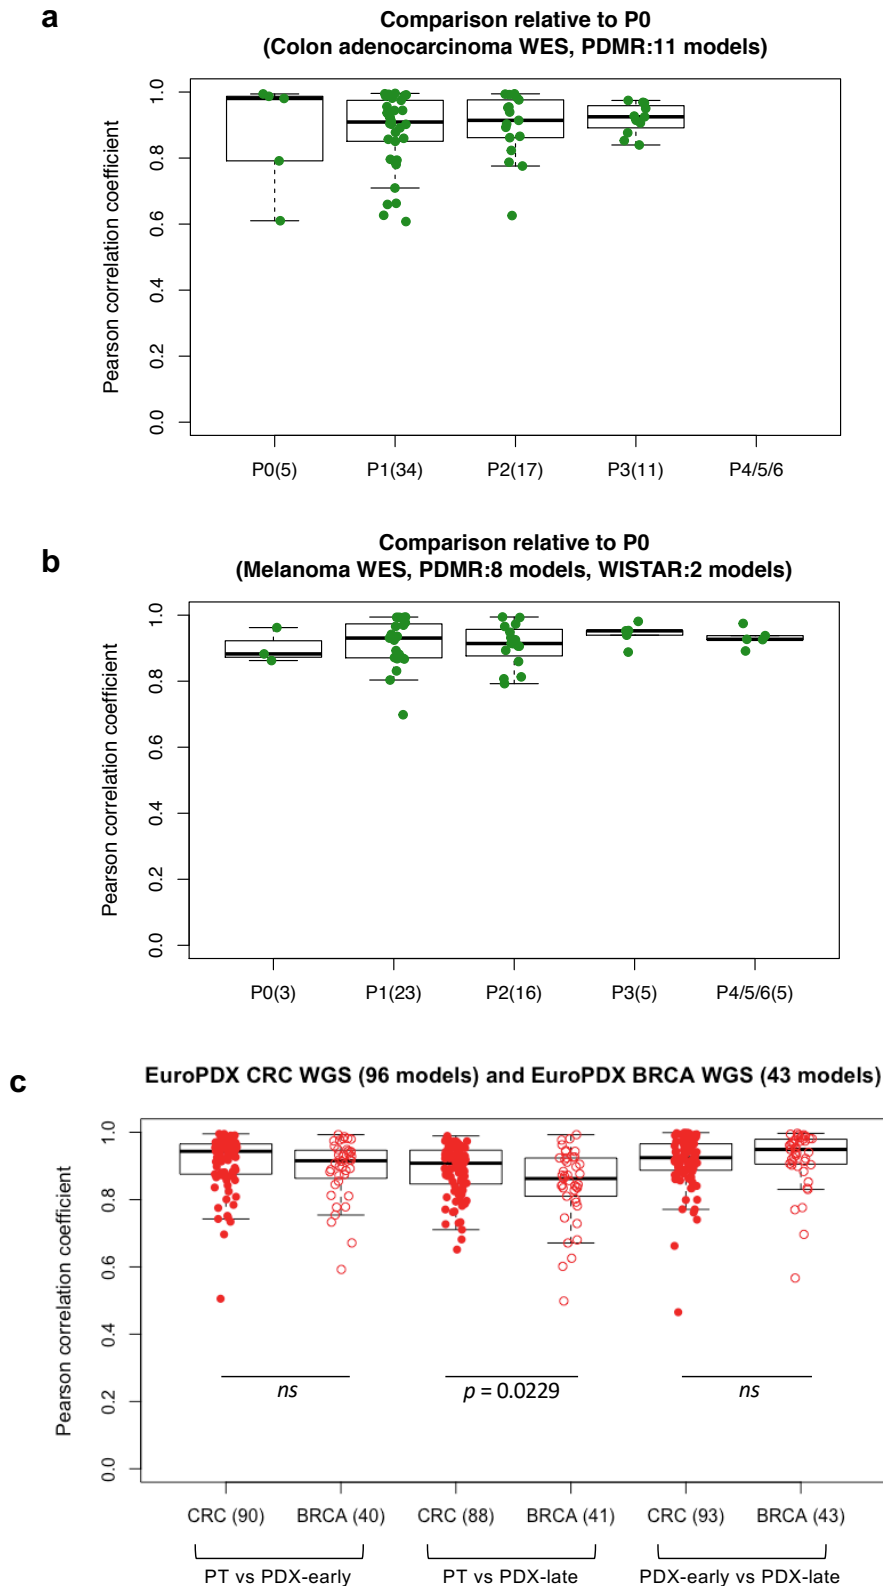 a
Comparison relative to P0
(Colon adenocarcinoma WES, PDMR:11 models)
Pearson correlation coefficient
1.0
0.8
0.6
0.4
0.2
0.0
P0(5) P1(34) P2(17) P3(11) P4/5/6
b
Comparison relative to P0
(Melanoma WES, PDMR:8 models, WISTAR:2 models)
Pearson correlation coefficient
1.0
0.8
0.6
0.4
0.2
0.0
P0(3) P1(23) P2(16) P3(5) P4/5/6(5)
c
EuroPDX CRC WGS (96 models) and EuroPDX BRCA WGS (43 models)
Pearson correlation coefficient
1.0
0.8
0.6
0.4
0.2
0.0
ns p = 0.0229 ns
CRC (90) BRCA (40) CRC (88) BRCA (41) CRC (93) BRCA (43)
PT vs PDX-early PT vs PDX-late PDX-early vs PDX-late